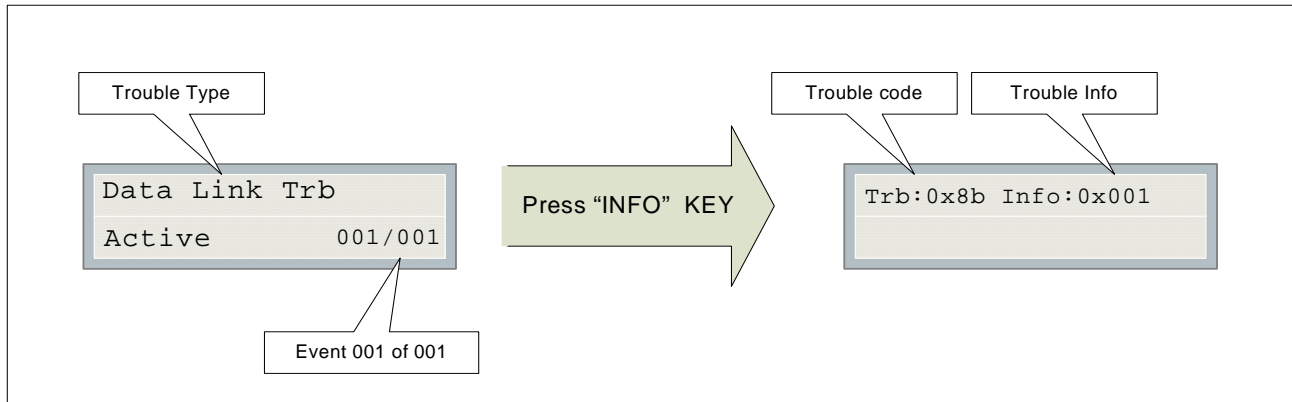 Trouble Type
Data Link Trb
Active 001/001
Event 001 of 001
Press “INFO” KEY
Trouble code
Trouble Info
Trb:0x8b Info:0x001